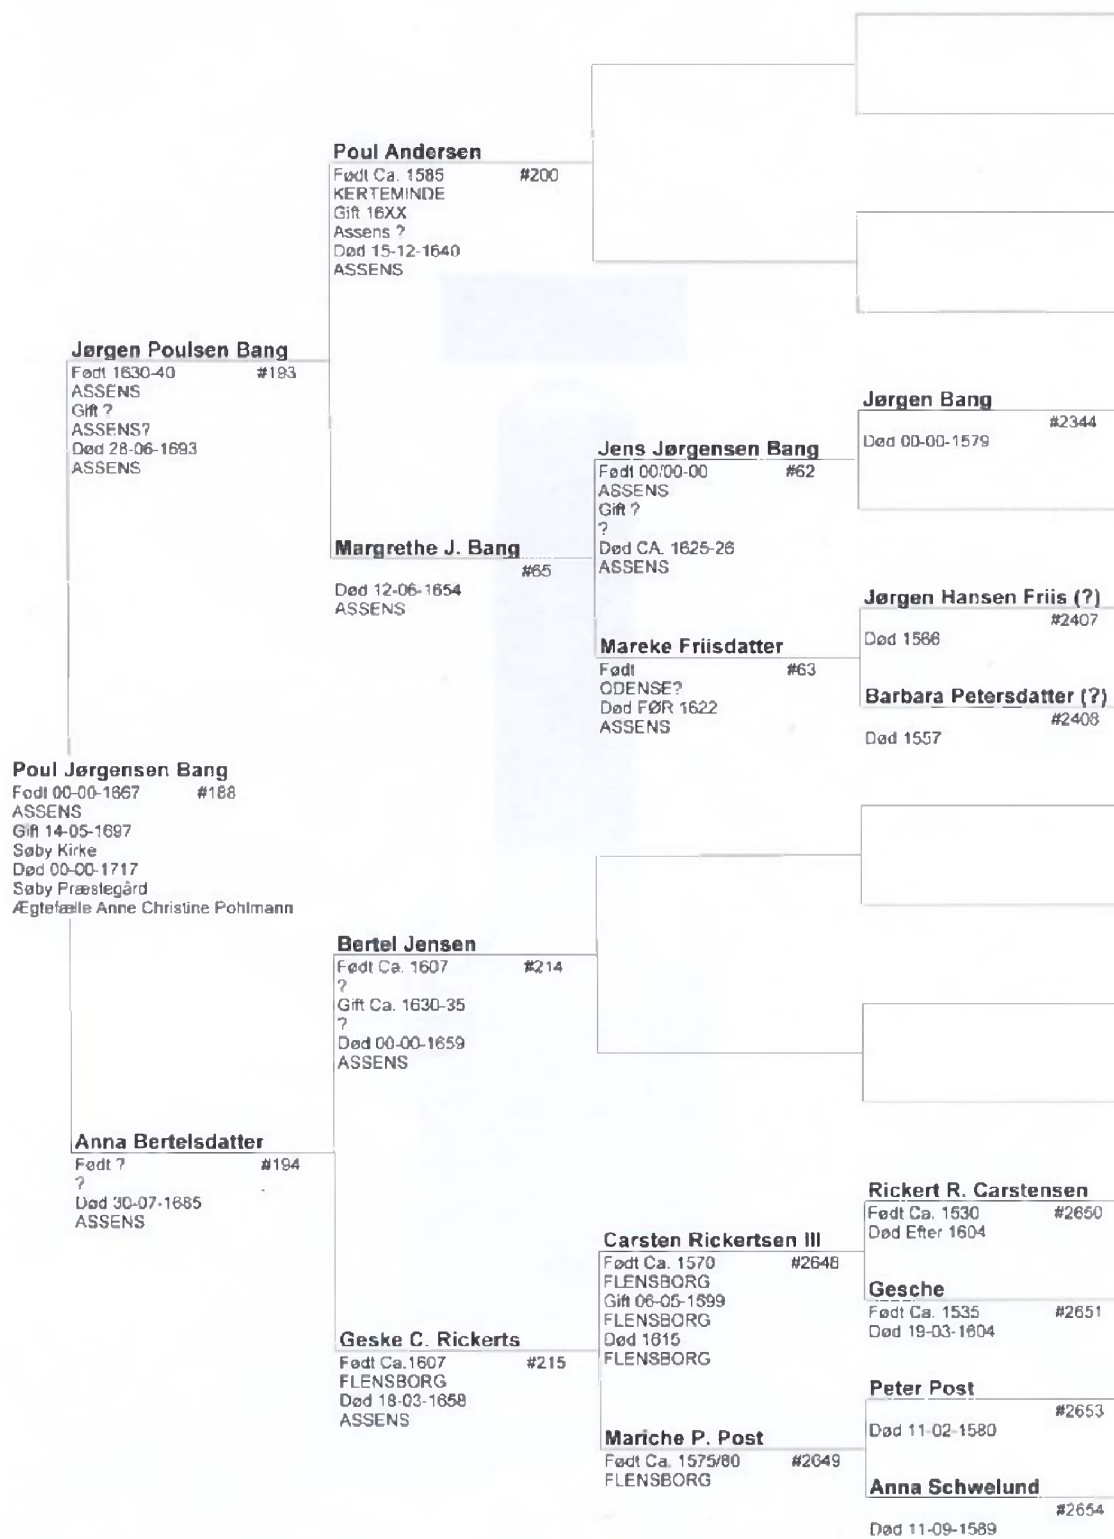 Poul Andersen
Født Ca. 1585 #200
KERTEMINDE
Gift 16XX
Assens ?
Død 15-12-1640
ASSENS
Jørgen Poulsen Bang
Født 1630-40 #193
ASSENS
Gift ?
ASSENS?
Død 28-06-1693
ASSENS
Jørgen Bang
#2344
Død 00-00-1579
Jens Jørgensen Bang
Født 00/00-00 #62
ASSENS
Gift ?
?
Død CA. 1625-26
ASSENS
Margrethe J. Bang
#65
Død 12-06-1654
ASSENS
Jørgen Hansen Friis (?)
#2407
Død 1566
Mareke Friisdatter
Født #63
ODENSE?
Død FØR 1622
ASSENS
Barbara Petersdatter (?)
#2408
Død 1557
Poul Jørgensen Bang
Født 00-00-1667 #188
ASSENS
Gift 14-05-1697
Søby Kirke
Død 00-00-1717
Søby Præstegård
Ægtefælle Anne Christine Pohlmann
Bertel Jensen
Født Ca. 1607 #214
?
Gift Ca. 1630-35
?
Død 00-00-1659
ASSENS
Anna Bertelsdatter
Født ? #194
?
Død 30-07-1685
ASSENS
Rickert R. Carstensen
Født Ca. 1530 #2650
Død Efter 1604
Carsten Rickertsen III
Født Ca. 1570 #2648
FLENSBORG
Gift 06-05-1599
FLENSBORG
Død 1615
FLENSBORG
Gesche
Født Ca. 1535 #2651
Død 19-03-1604
Geske C. Rickerts
Født Ca.1607 #215
FLENSBORG
Død 18-03-1658
ASSENS
Peter Post
#2653
Død 11-02-1580
Mariche P. Post
Født Ca. 1575/80 #2649
FLENSBORG
Anna Schwelund
#2654
Død 11-09-1589